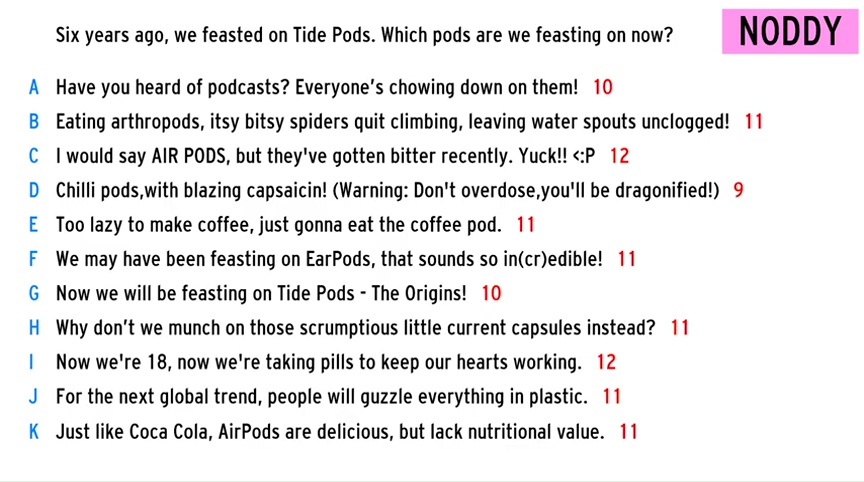 Six years ago, we feasted on Tide Pods. Which pods are we feasting on now?
NODDY
A Have you heard of podcasts? Everyone's chowing down on them! 10
B Eating arthropods, itsy bitsy spiders quit climbing, leaving water spouts unclogged! 11
C I would say AIR PODS, but they've gotten bitter recently. Yuck!! <:P 12
D Chilli pods,with blazing capsaicin! (Warning: Don't overdose,you'll be dragonified!) 9
E Too lazy to make coffee, just gonna eat the coffee pod. 11
F We may have been feasting on EarPods, that sounds so in(cr)edible! 11
G Now we will be feasting on Tide Pods - The Origins! 10
H Why don't we munch on those scrumptious little current capsules instead? 11
I Now we're 18, now we're taking pills to keep our hearts working. 12
J For the next global trend, people will guzzle everything in plastic. 11
K Just like Coca Cola, AirPods are delicious, but lack nutritional value. 11